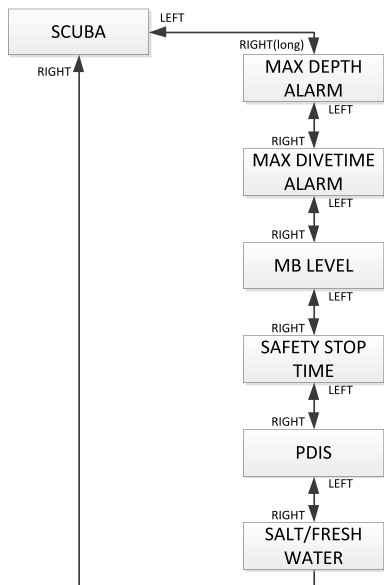 SCUBA
LEFT
RIGHT(long)
RIGHT
MAX DEPTH
ALARM
LEFT
RIGHT
MAX DIVETIME
ALARM
LEFT
RIGHT
MB LEVEL
LEFT
RIGHT
SAFETY STOP
TIME
LEFT
RIGHT
PDIS
LEFT
RIGHT
SALT/FRESH
WATER